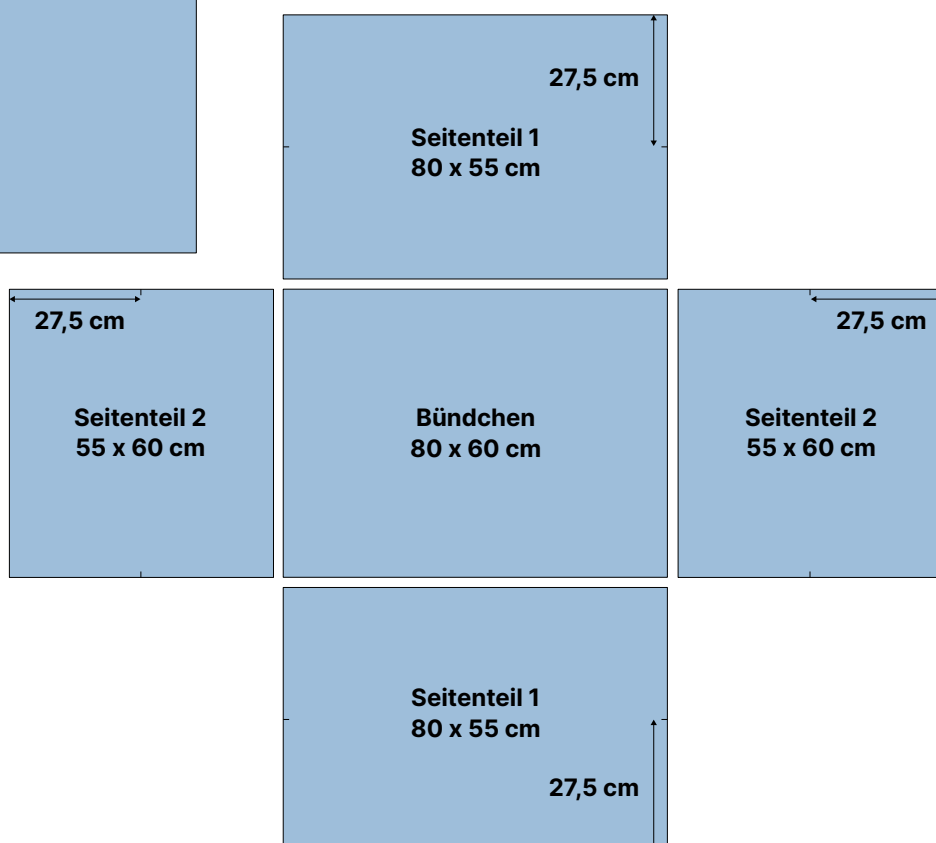 27,5 cm
Seitenteil 1
80 x 55 cm
27,5 cm
Seitenteil 2
55 x 60 cm
Bündchen
80 x 60 cm
27,5 cm
Seitenteil 2
55 x 60 cm
Seitenteil 1
80 x 55 cm
27,5 cm